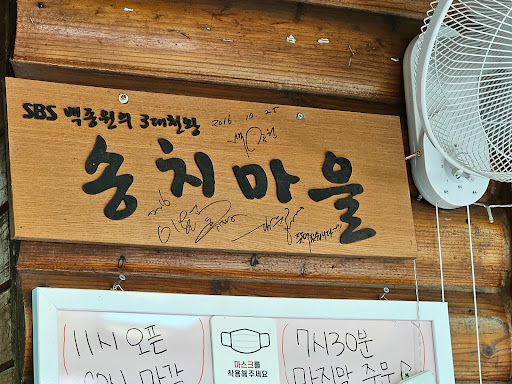 SBS 백종원의 3대천왕 2016. 10. 25
송치마을
2016
11시 오픈
7시30분
마지막 주문
마스크를
착용해주세요